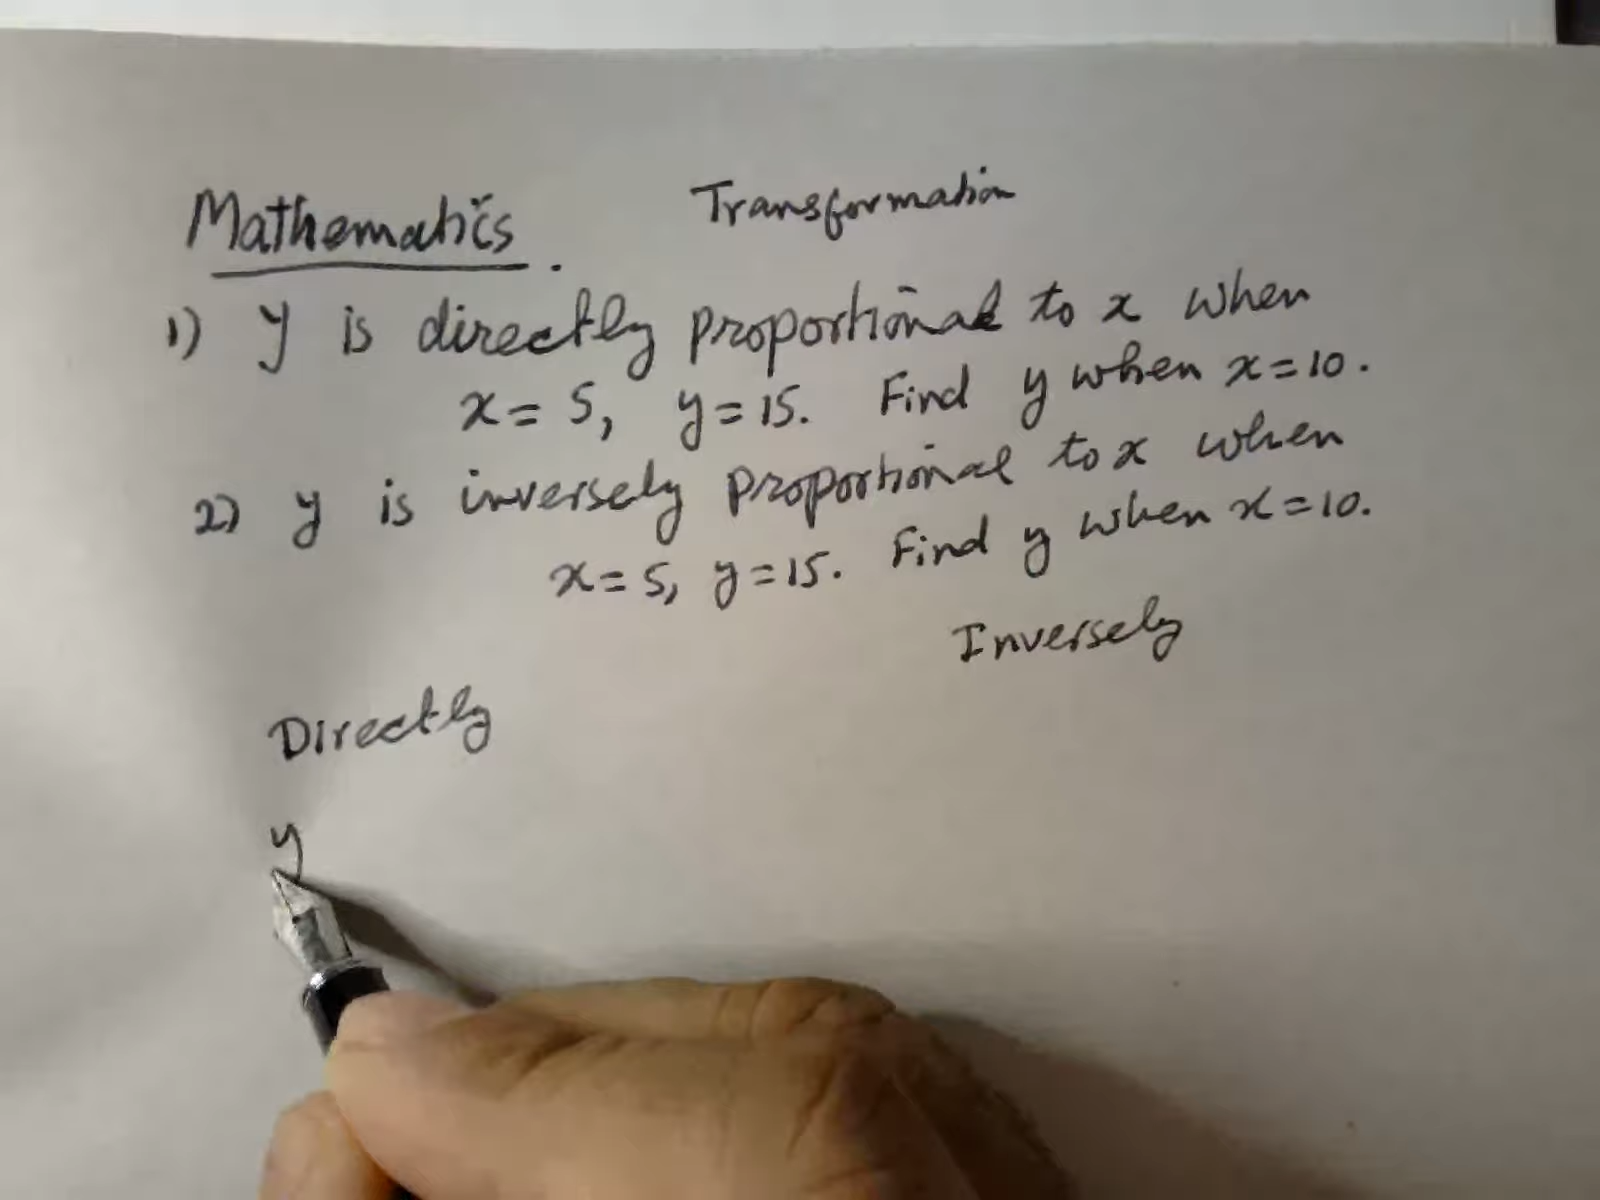 Mathematics. Transformation
1) y is directly proportional to x when
x = 5, y = 15. Find y when x = 10.
2) y is inversely proportional to x when
x = 5, y = 15. Find y when x = 10.
Inversely
Directly
y